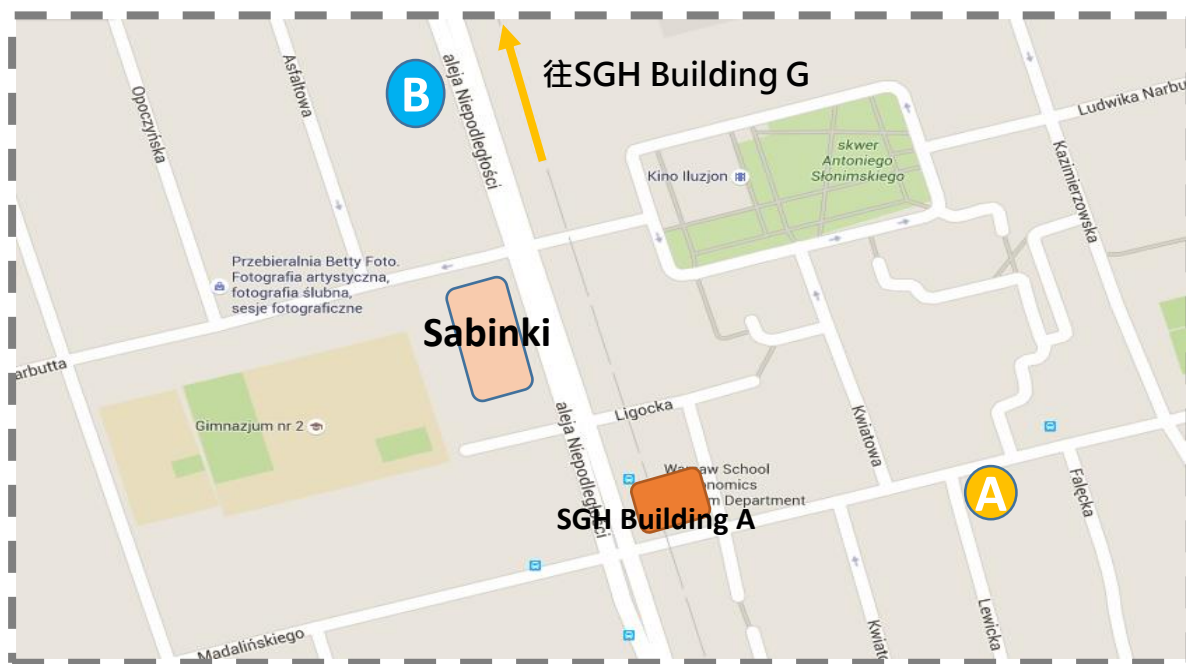 往SGH Building G
B
aleja Niepodległości
Asfaltowa
Opoczyńska
Ludwika Narbu
skwer
Antoniego
Słonimskiego
Kino Iluzjon
Kazimierzowska
Przebieralnia Betty Foto.
Fotografia artystyczna,
fotografia ślubna,
sesje fotograficzne
Sabinki
arbutta
Gimnazjum nr 2
Ligocka
aleja Niepodległości
Kwiatowa
School
onomics
m Department
SGH Building A
A
Fałęcka
Lewicka
Kwiato
Madalińskiego